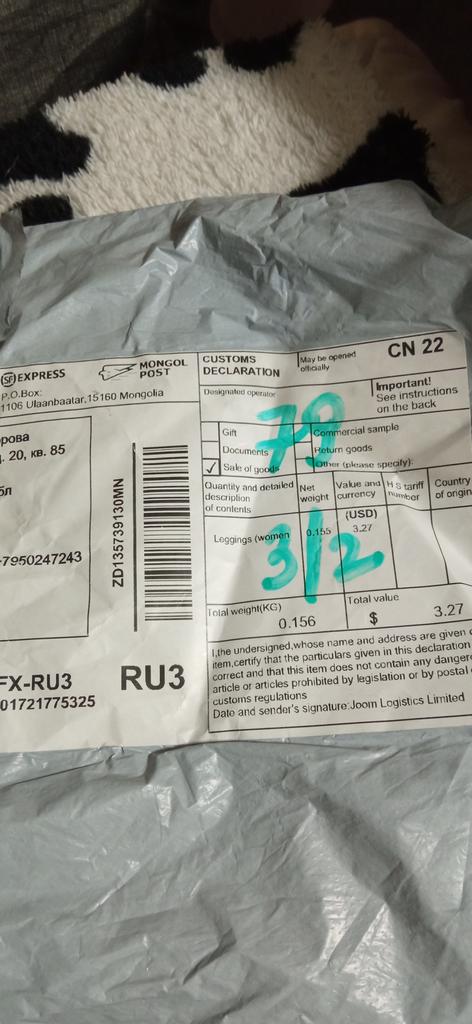 SF EXPRESS
MONGOL POST
P.O.Box:
1106 Ulaanbaatar,15160 Mongolia
рова
. 20, кв. 85
бл
7950247243
ZD135739130MN
FX-RU3
01721775325
RU3
CUSTOMS DECLARATION
May be opened officially
CN 22
Designated operator
Important!
See instructions
on the back
79
Gift
Commercial sample
Documents
Return goods
✓ Sale of goods
Other (please specify):
Quantity and detailed description of contents
Net weight
Value and currency
HS tariff number
Country of origin
(USD)
Leggings (women
0.155
3.27
3/2
Total weight(KG)
0.156
Total value
$ 3.27
I,the undersigned,whose name and address are given
item,certify that the particulars given in this declaration
correct and that this item does not contain any danger
article or articles prohibited by legislation or by postal
customs regulations
Date and sender's signature:Joom Logistics Limited